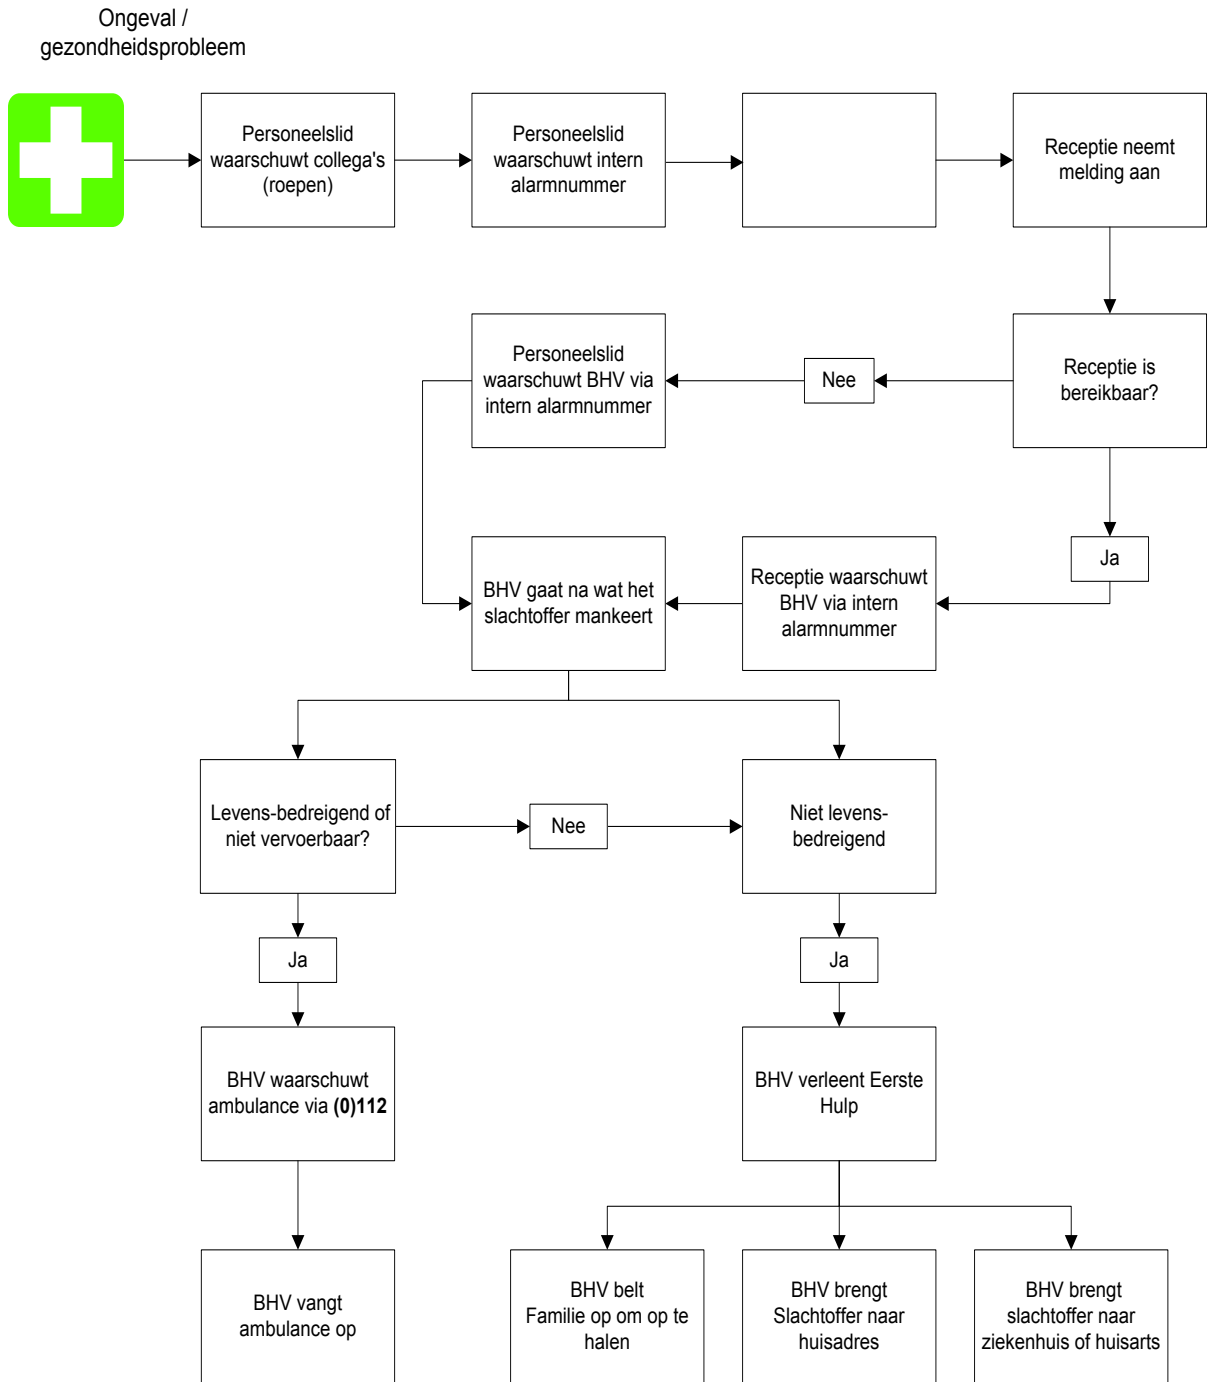 Ongeval /
gezondheidsprobleem
Personeelslid
waarschuwt collega's
(roepen)
Personeelslid
waarschuwt intern
alarmnummer
Receptie neemt
melding aan
Personeelslid
waarschuwt BHV via
intern alarmnummer
Nee
Receptie is
bereikbaar?
Ja
BHV gaat na wat het
slachtoffer mankeert
Receptie waarschuwt
BHV via intern
alarmnummer
Levens-bedreigend of
niet vervoerbaar?
Nee
Niet levens-
bedreigend
Ja
Ja
BHV waarschuwt
ambulance via (0)112
BHV verleent Eerste
Hulp
BHV vangt
ambulance op
BHV belt
Familie op om op te
halen
BHV brengt
Slachtoffer naar
huisadres
BHV brengt
slachtoffer naar
ziekenhuis of huisarts